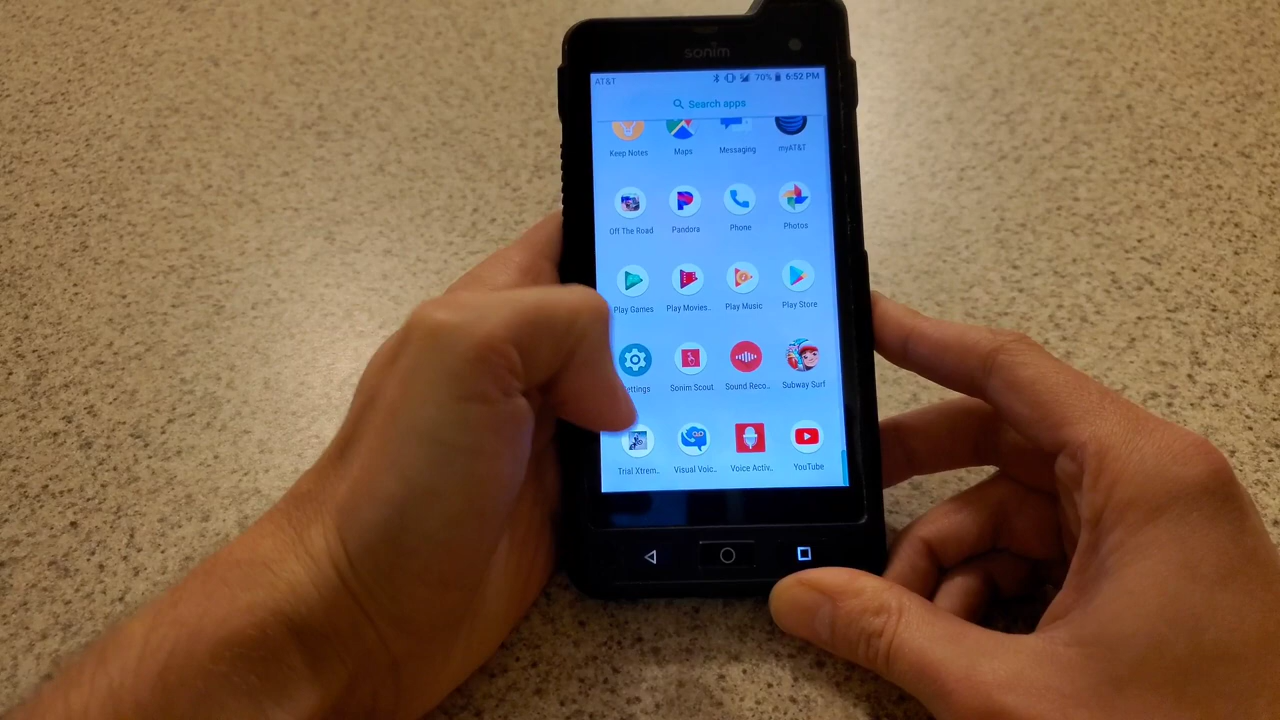 sonim
AT&T 70% 6:52 PM
Search apps
Keep Notes Maps Messaging myAT&T
Off The Road Pandora Phone Photos
Play Games Play Movies.. Play Music Play Store
ettings Sonim Scout Sound Reco.. Subway Surf
Trial Xtrem.. Visual Voic.. Voice Activ.. YouTube